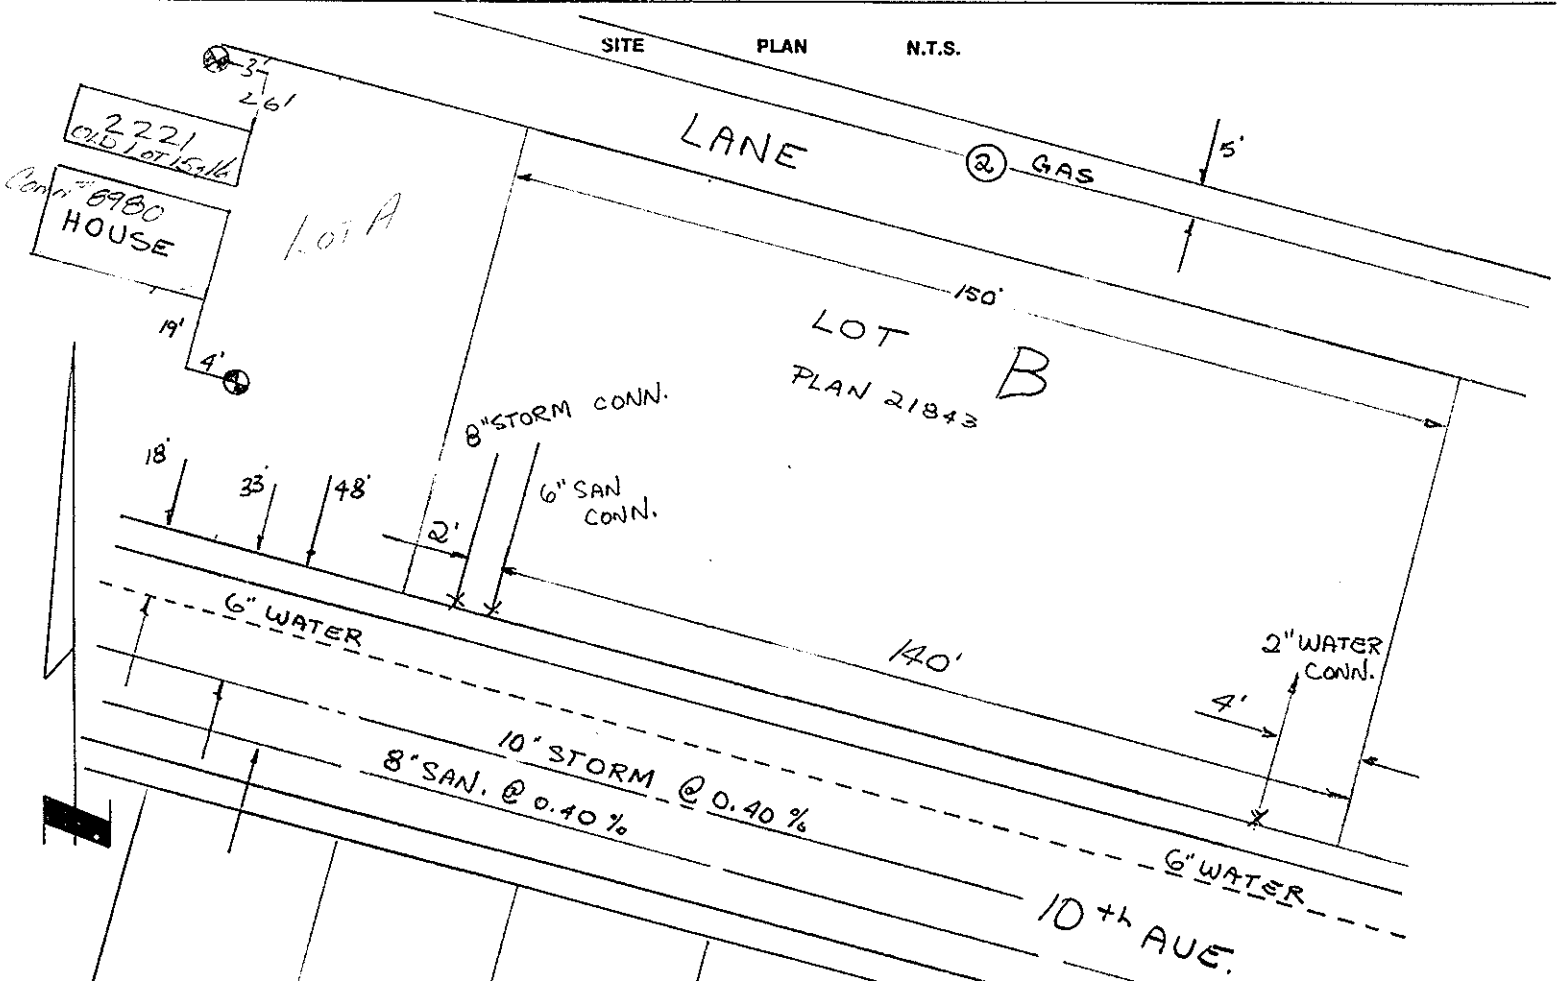 SITE PLAN N.T.S.
3'
26'
2221
OLD LOT 15+16
Conn# 6980
HOUSE
LOT A
LANE
2 GAS
5'
150'
LOT B
PLAN 21843
19'
4'
8" STORM CONN.
6" SAN
CONN.
18'
33'
48'
2'
6" WATER
140'
2" WATER
CONN.
4'
10" STORM @ 0.40 %
8" SAN. @ 0.40 %
6" WATER
10th AVE.